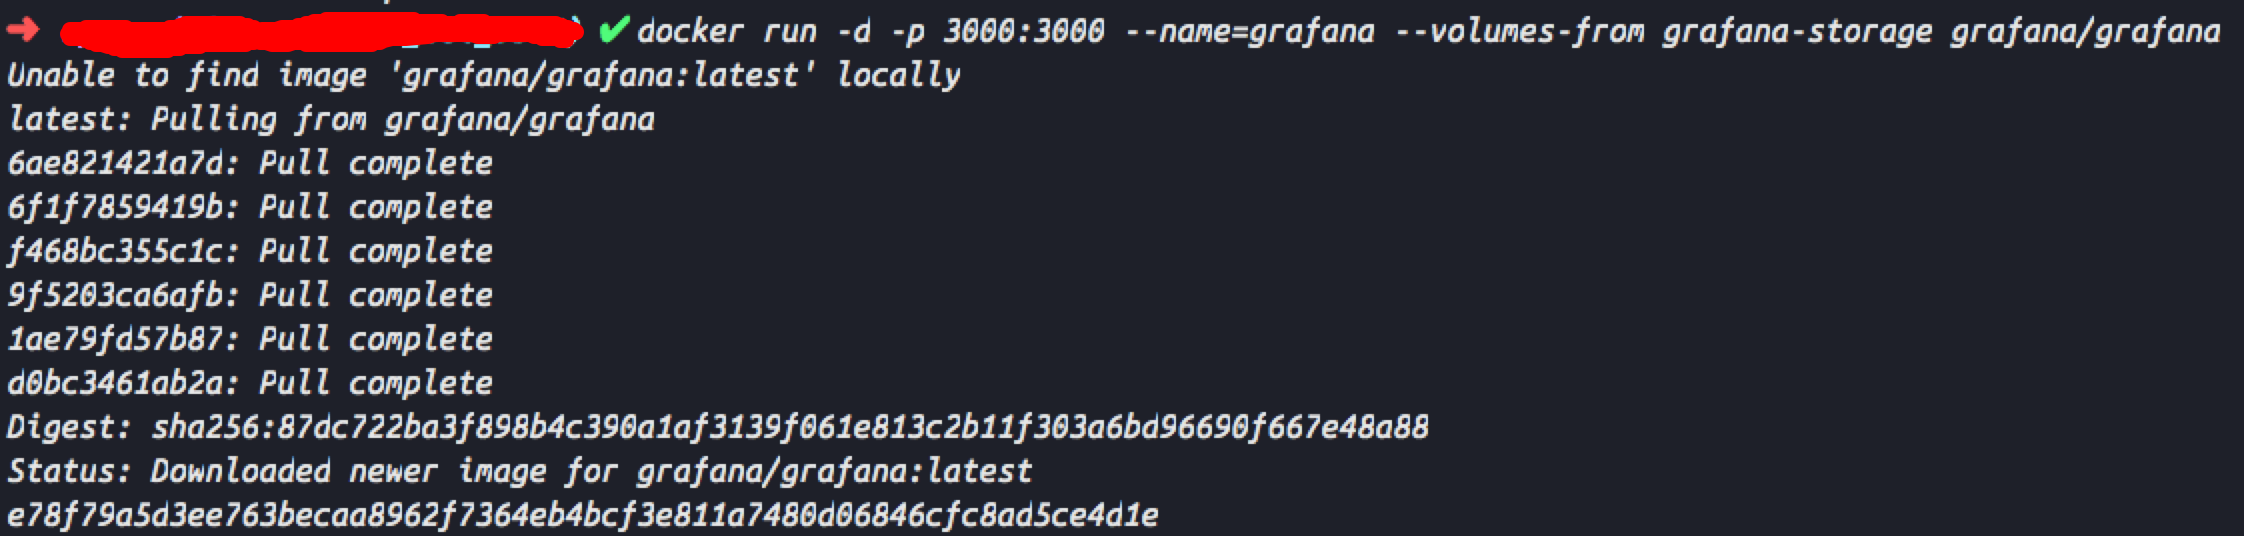 ➜ ✔ docker run -d -p 3000:3000 --name=grafana --volumes-from grafana-storage grafana/grafana
Unable to find image 'grafana/grafana:latest' locally
latest: Pulling from grafana/grafana
6ae821421a7d: Pull complete
6f1f7859419b: Pull complete
f468bc355c1c: Pull complete
9f5203ca6afb: Pull complete
1ae79fd57b87: Pull complete
d0bc3461ab2a: Pull complete
Digest: sha256:87dc722ba3f898b4c390a1af3139f061e813c2b11f303a6bd96690f667e48a88
Status: Downloaded newer image for grafana/grafana:latest
e78f79a5d3ee763becaa8962f7364eb4bcf3e811a7480d06846cfc8ad5ce4d1e